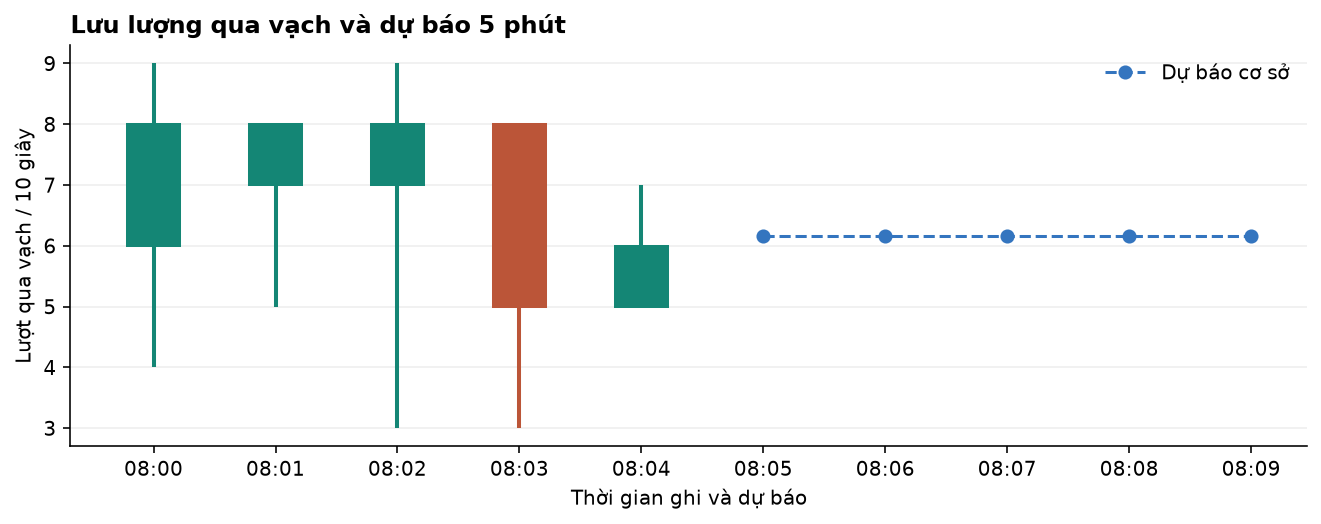 Lưu lượng qua vạch và dự báo 5 phút
Dự báo cơ sở
Lượt qua vạch / 10 giây
9
8
7
6
5
4
3
08:00 08:01 08:02 08:03 08:04 08:05 08:06 08:07 08:08 08:09
Thời gian ghi và dự báo